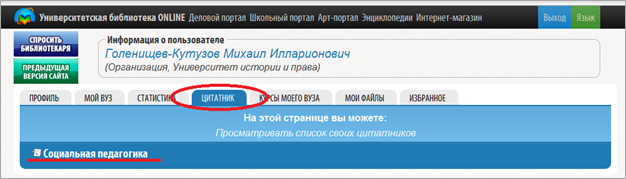 Университетская библиотека ONLINE Деловой портал Школьный портал Арт-портал Энциклопедии Интернет-магазин Выход Язык
СПРОСИТЬ
БИБЛИОТЕКАРЯ
ПРЕДЫДУЩАЯ
ВЕРСИЯ САЙТА
Информация о пользователе
Голенищев-Кутузов Михаил Илларионович
(Организация, Университет истории и права)
ПРОФИЛЬ МОЙ ВУЗ СТАТИСТИКА ЦИТАТНИК КУРСЫ МОЕГО ВУЗА МОИ ФАЙЛЫ ИЗБРАННОЕ
На этой странице вы можете:
Просматривать список своих цитатников
Социальная педагогика